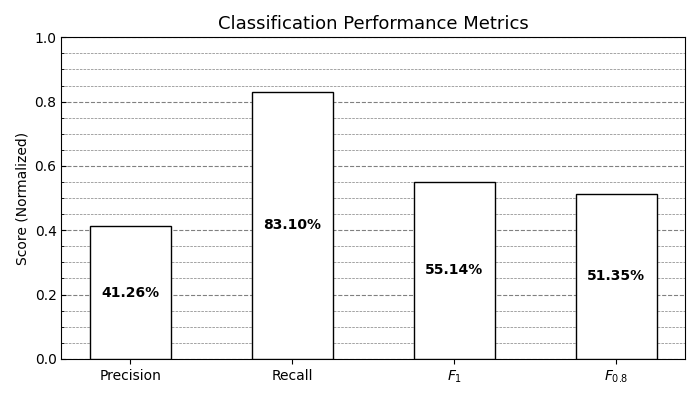 Classification Performance Metrics
Score (Normalized)
1.0
0.8
0.6
0.4
0.2
0.0
41.26%
83.10%
55.14%
51.35%
Precision
Recall
F1
F0.8